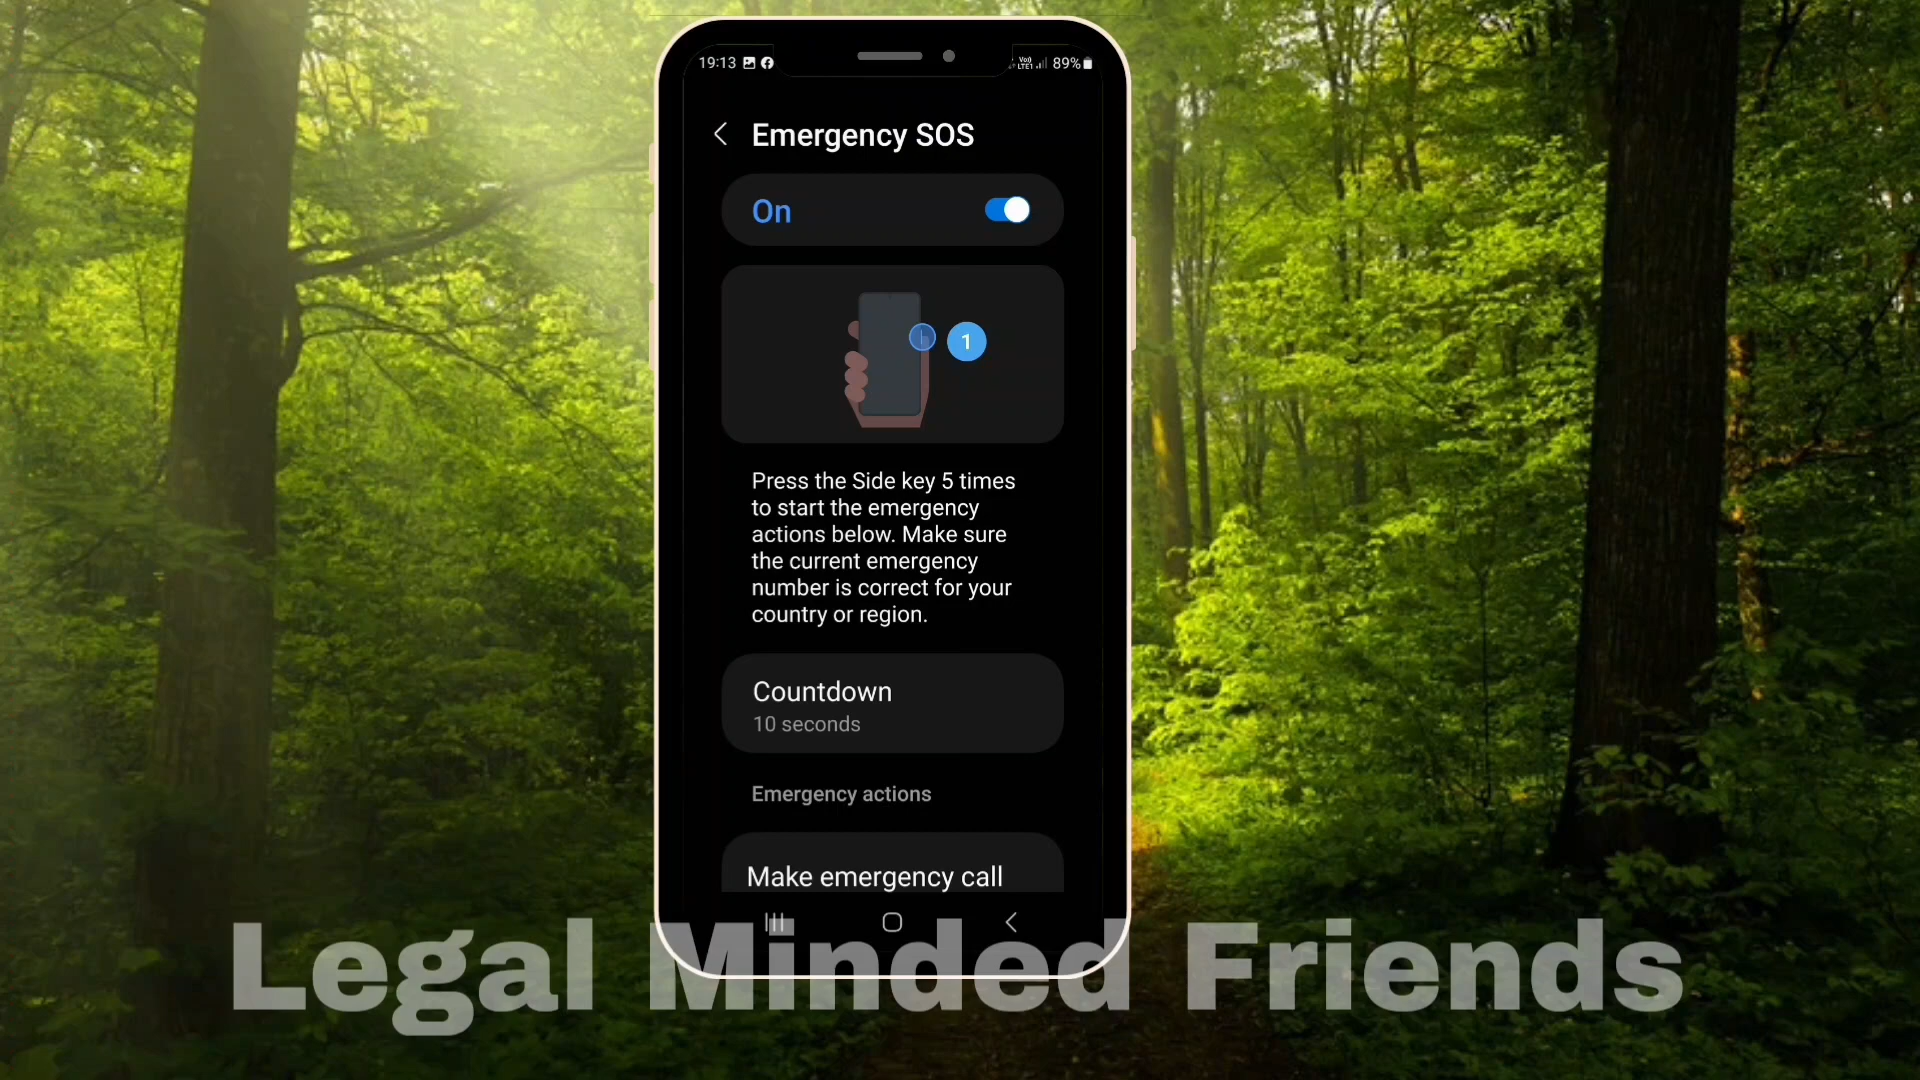 19:13 89%
Emergency SOS
On
1
Press the Side key 5 times
to start the emergency
actions below. Make sure
the current emergency
number is correct for your
country or region.
Countdown
10 seconds
Emergency actions
Make emergency call
Legal Minded Friends